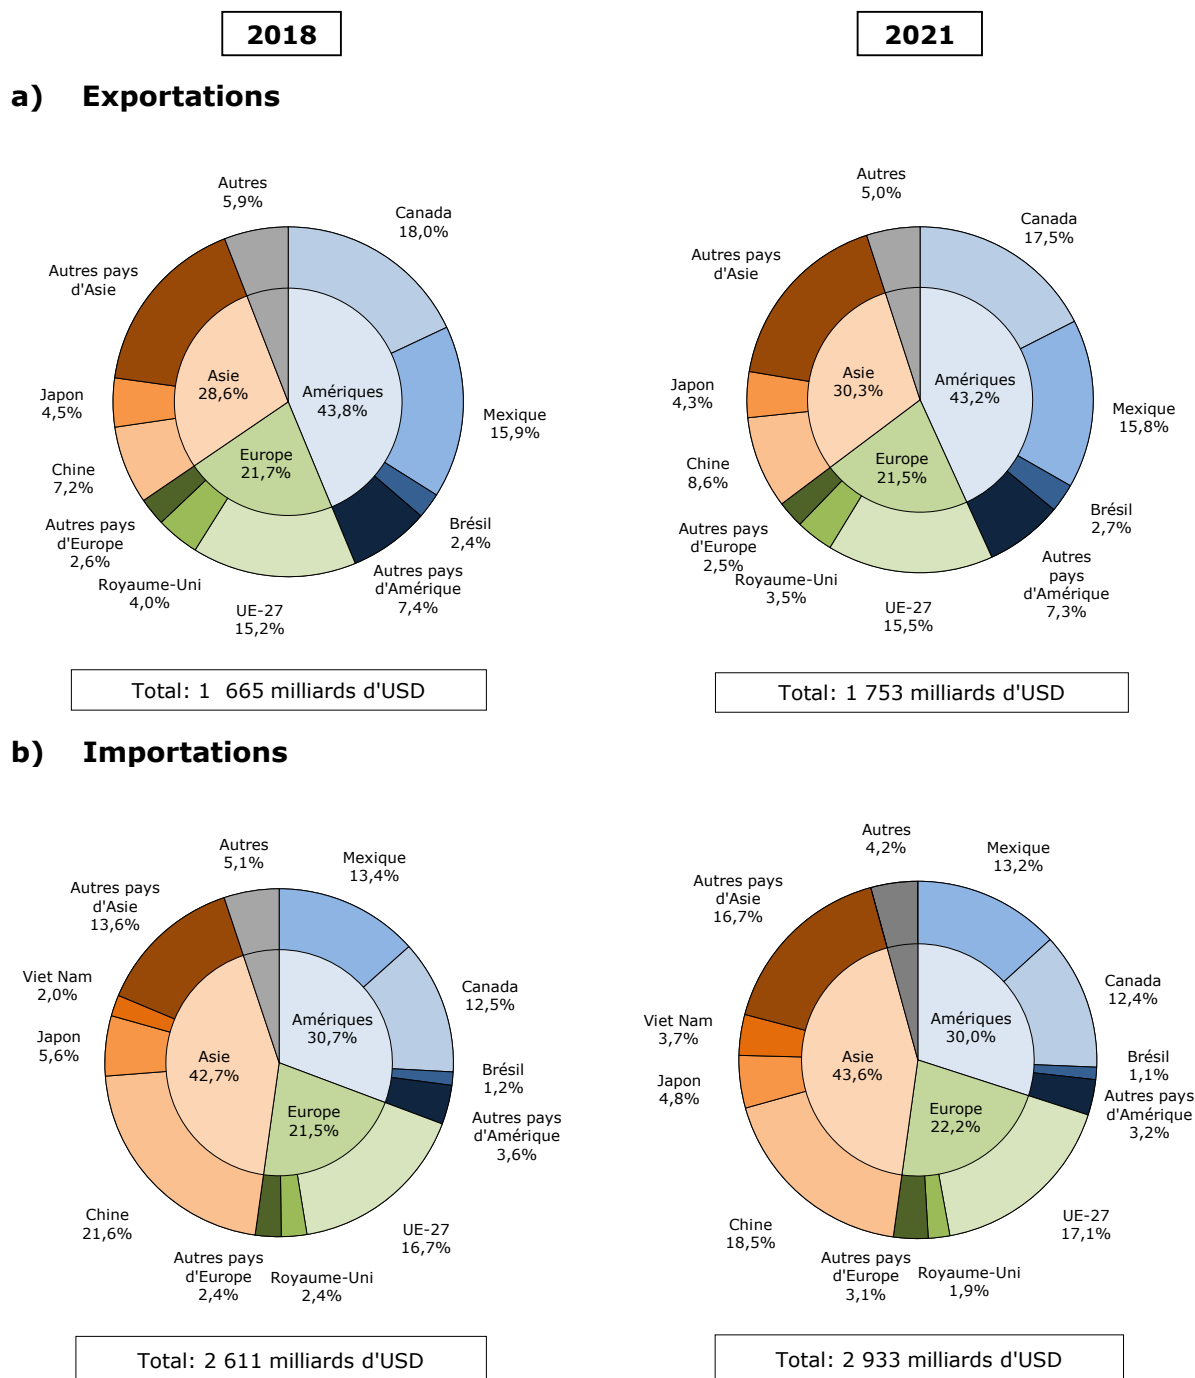 2018
2021
a) Exportations
Autres
5,9%
Canada
18,0%
Autres pays
d'Asie
Asie
28,6%
Amériques
43,8%
Japon
4,5%
Mexique
15,9%
Europe
21,7%
Chine
7,2%
Brésil
2,4%
Autres pays
d'Europe
2,6%
Royaume-Uni
4,0%
UE-27
15,2%
Autres pays
d'Amérique
7,4%
Total: 1 665 milliards d'USD
Autres
5,0%
Canada
17,5%
Autres pays
d'Asie
Asie
30,3%
Amériques
43,2%
Japon
4,3%
Mexique
15,8%
Europe
21,5%
Chine
8,6%
Brésil
2,7%
Autres pays
d'Europe
2,5%
Royaume-Uni
3,5%
UE-27
15,5%
Autres
pays
d'Amérique
7,3%
Total: 1 753 milliards d'USD
b) Importations
Autres
5,1%
Mexique
13,4%
Autres pays
d'Asie
13,6%
Viet Nam
2,0%
Canada
12,5%
Amériques
30,7%
Japon
5,6%
Asie
42,7%
Brésil
1,2%
Europe
21,5%
Autres pays
d'Amérique
3,6%
Chine
21,6%
UE-27
16,7%
Autres pays
d'Europe
2,4%
Royaume-Uni
2,4%
Total: 2 611 milliards d'USD
Autres
4,2%
Mexique
13,2%
Autres pays
d'Asie
16,7%
Canada
12,4%
Viet Nam
3,7%
Amériques
30,0%
Asie
43,6%
Japon
4,8%
Brésil
1,1%
Autres pays
d'Amérique
3,2%
Europe
22,2%
Chine
18,5%
UE-27
17,1%
Autres pays
d'Europe
3,1%
Royaume-Uni
1,9%
Total: 2 933 milliards d'USD